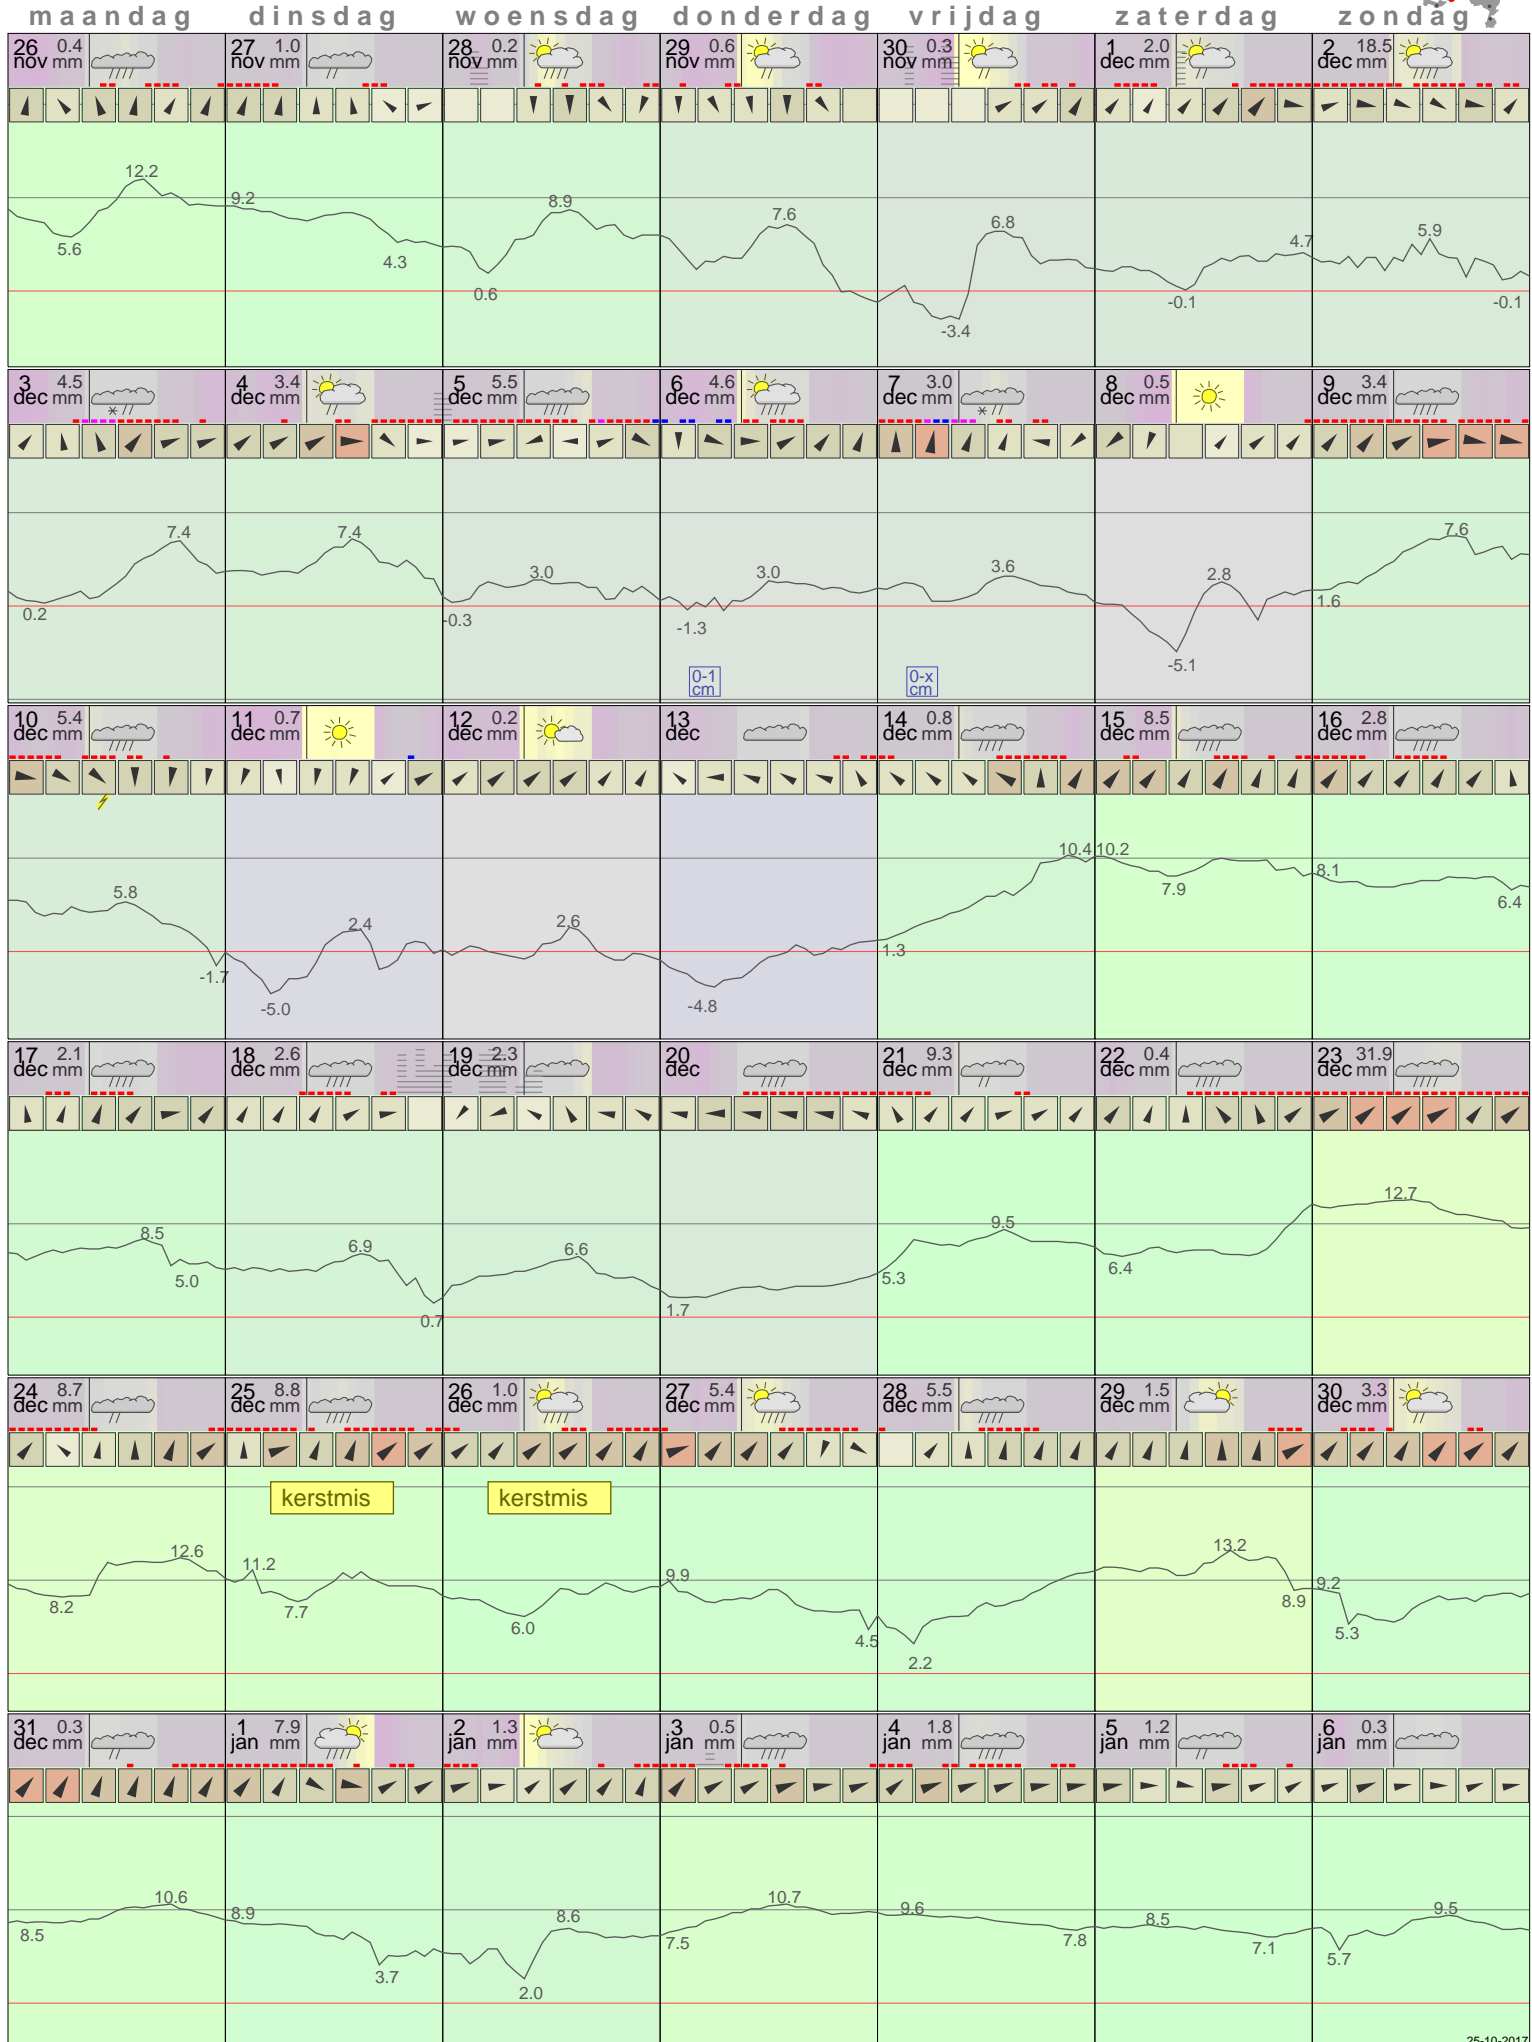 maandag dinsdag woensdag donderdag vrijdag zaterdag zondag
26 nov 0.4 mm 27 nov 1.0 mm 28 nov 0.2 mm 29 nov 0.6 mm 30 nov 0.3 mm 1 dec 2.0 mm 2 dec 18.5 mm
12.2 5.6 9.2 4.3 8.9 0.6 7.6 6.8 -3.4 4.7 -0.1 5.9 -0.1
3 dec 4.5 mm 4 dec 3.4 mm 5 dec 5.5 mm 6 dec 4.6 mm 7 dec 3.0 mm 8 dec 0.5 mm 9 dec 3.4 mm
7.4 0.2 7.4 3.0 -0.3 3.0 -1.3 3.6 2.8 -5.1 7.6 1.6
0-1 cm 0-x cm
10 dec 5.4 mm 11 dec 0.7 mm 12 dec 0.2 mm 13 dec 14 dec 0.8 mm 15 dec 8.5 mm 16 dec 2.8 mm
5.8 -1.7 2.4 -5.0 2.6 -4.8 10.4 1.3 10.2 7.9 8.1 6.4
17 dec 2.1 mm 18 dec 2.6 mm 19 dec 2.3 mm 20 dec 21 dec 9.3 mm 22 dec 0.4 mm 23 dec 31.9 mm
8.5 5.0 6.9 0.7 6.6 1.7 9.5 5.3 6.4 12.7
24 dec 8.7 mm 25 dec 8.8 mm 26 dec 1.0 mm 27 dec 5.4 mm 28 dec 5.5 mm 29 dec 1.5 mm 30 dec 3.3 mm
kerstmis kerstmis
12.6 8.2 11.2 7.7 6.0 9.9 4.5 2.2 13.2 8.9 9.2 5.3
31 dec 0.3 mm 1 jan 7.9 mm 2 jan 1.3 mm 3 jan 0.5 mm 4 jan 1.8 mm 5 jan 1.2 mm 6 jan 0.3 mm
10.6 8.5 8.9 3.7 8.6 2.0 10.7 7.5 9.6 7.8 8.5 7.1 9.5 5.7
25-10-2017